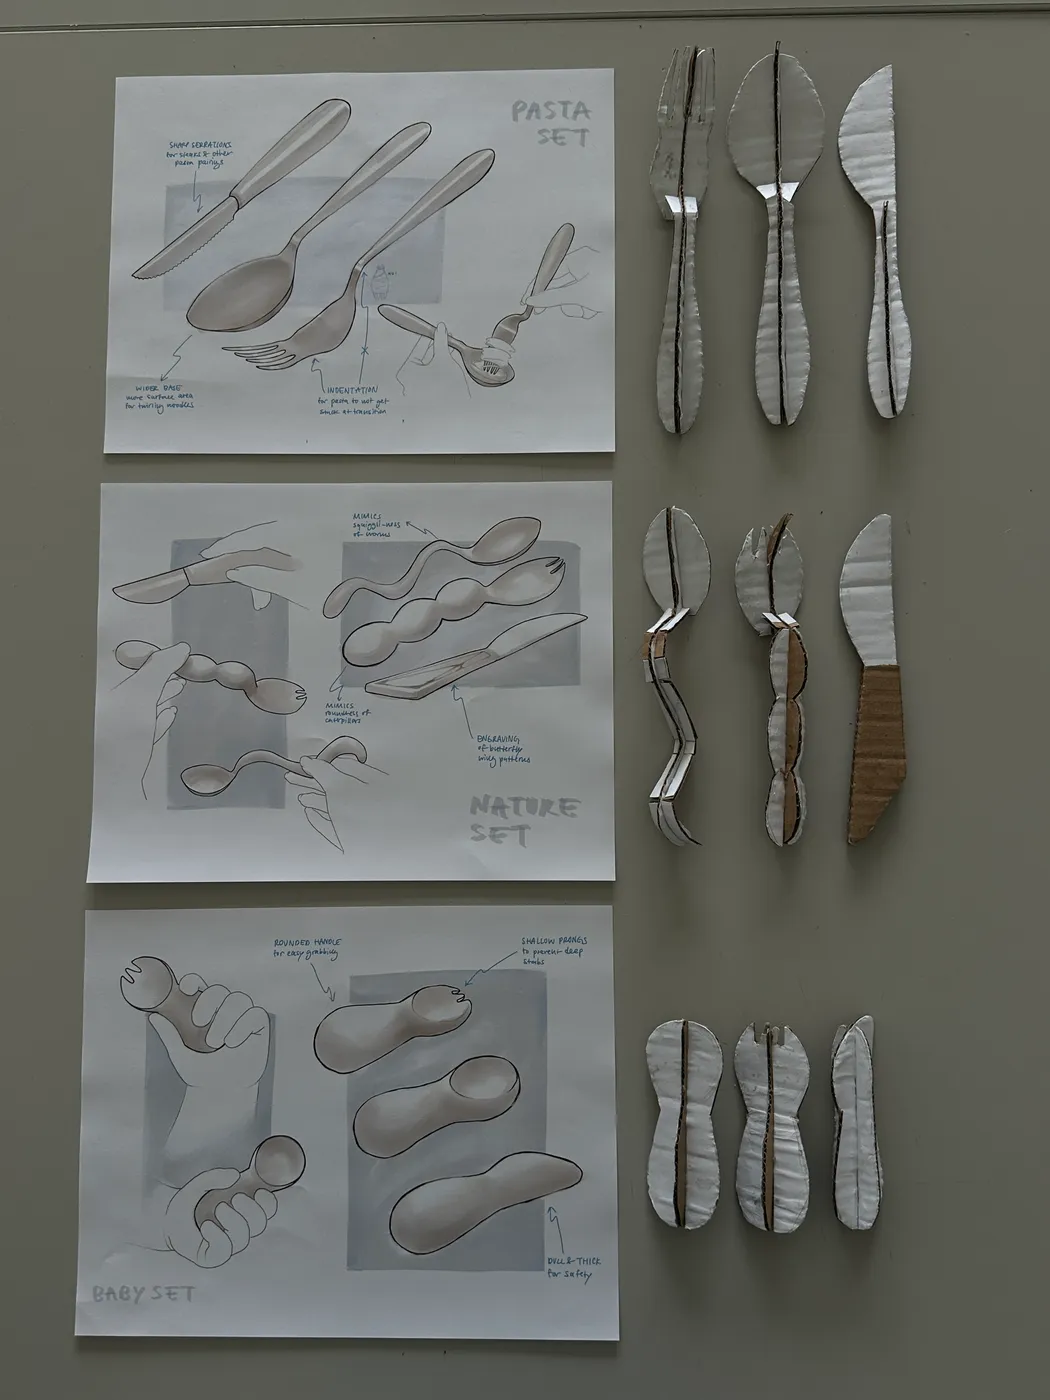 PASTA
SET
SHARP SERRATIONS
for steaks & other
pasta pairings
WIDER BASE
more surface area
for twirling noodles
INDENTATION
for pasta to not get
stuck at transition
MIMICS
squiggli-ness
of worms
MIMICS
roundness of
ENGRAVING
of butterfly
wing patterns
NATURE
SET
ROUNDED HANDLE
for easy grabbing
SHALLOW PRONGS
to prevent deep
stabs
DULL & THICK
for safety
BABY SET